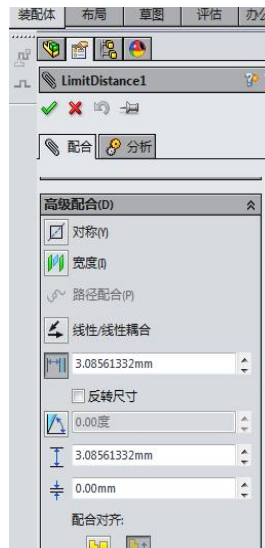 装配体 布局 草图 评估 办公
LimitDistance1
配合 分析
高级配合(D)
对称(Y)
宽度(I)
路径配合(P)
线性/线性耦合
3.08561332mm
反转尺寸
0.00度
3.08561332mm
0.00mm
配合对齐: